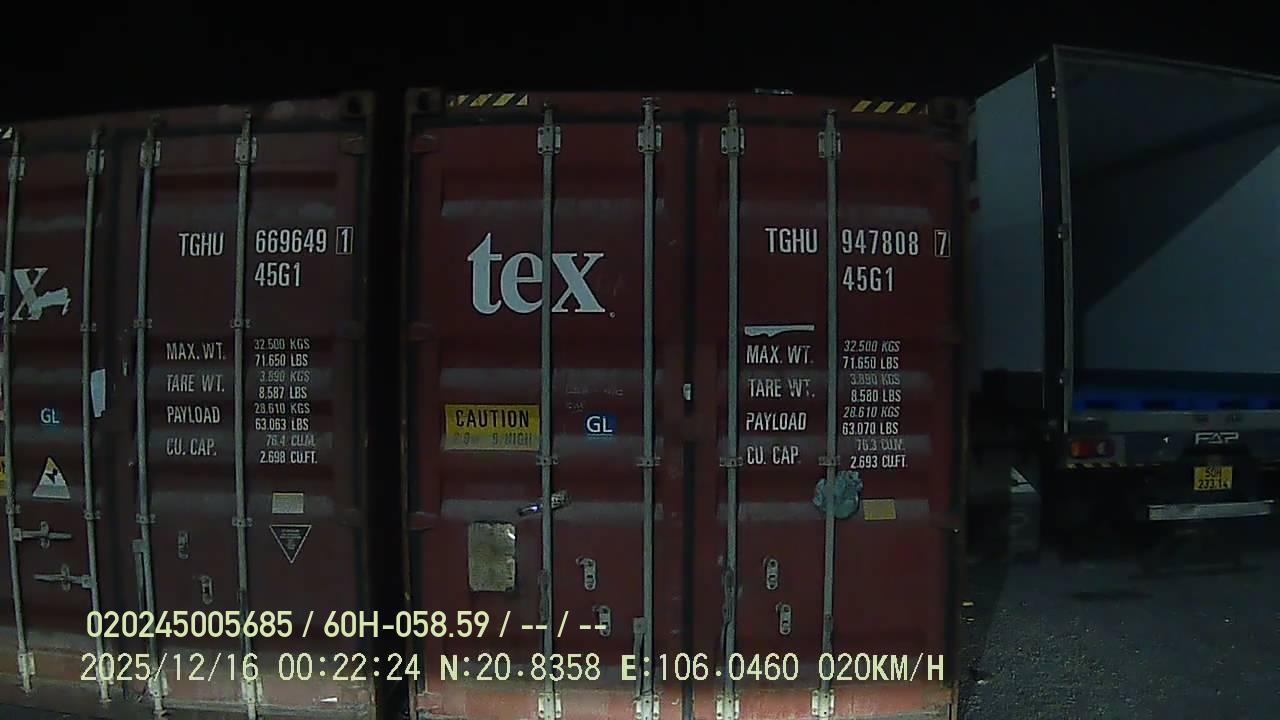 TGHU 669649 1
45G1
MAX. WT. 32.500 KGS
71.650 LBS
TARE WT. 3.890 KGS
8.587 LBS
PAYLOAD 28.610 KGS
63.063 LBS
CU. CAP. 76.4 CU.M.
2.698 CU.FT.
GL
tex
CAUTION
GL
TGHU 947808 7
45G1
MAX. WT. 32.500 KGS
71.650 LBS
TARE WT. 3.890 KGS
8.580 LBS
PAYLOAD 28.610 KGS
63.070 LBS
CU. CAP. 76.3 CU.M.
2.693 CU.FT.
50H
233.14
020245005685 / 60H-058.59 / -- / --
2025/12/16 00:22:24 N:20.8358 E:106.0460 020KM/H